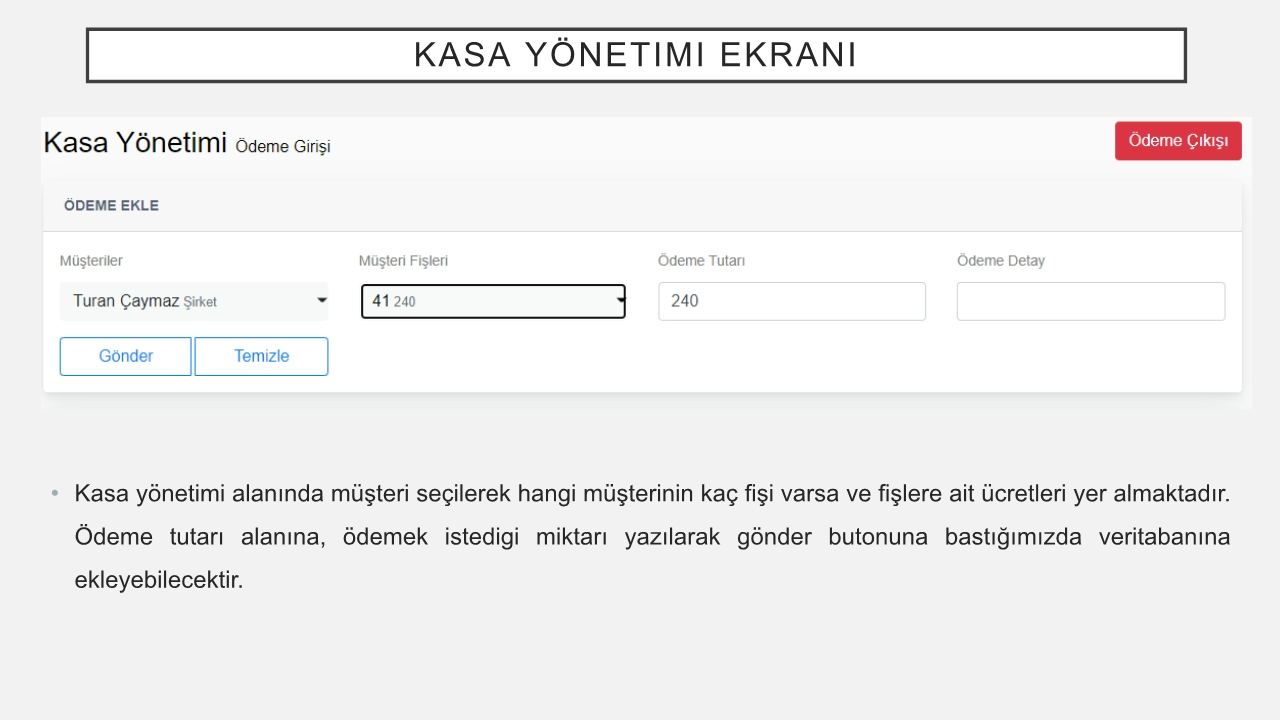 KASA YÖNETIMI EKRANI
Kasa Yönetimi Ödeme Girişi
Ödeme Çıkışı
ÖDEME EKLE
Müşteriler
Müşteri Fişleri
Ödeme Tutarı
Ödeme Detay
Turan Çaymaz Şirket
41 240
240
Gönder
Temizle
• Kasa yönetimi alanında müşteri seçilerek hangi müşterinin kaç fişi varsa ve fişlere ait ücretleri yer almaktadır.
Ödeme tutarı alanına, ödemek istedigi miktarı yazılarak gönder butonuna bastığımızda veritabanına
ekleyebilecektir.